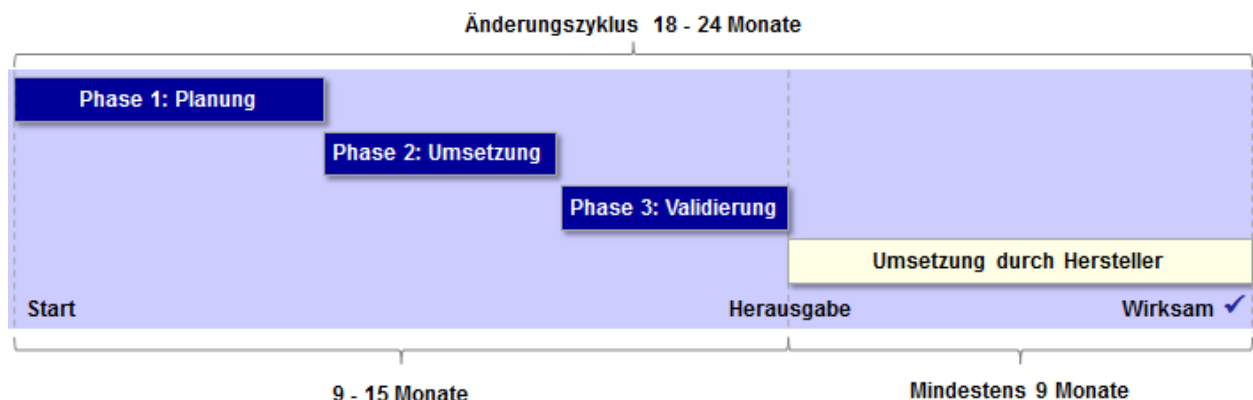 Änderungszyklus 18 - 24 Monate
Phase 1: Planung
Phase 2: Umsetzung
Phase 3: Validierung
Umsetzung durch Hersteller
Start
Herausgabe
Wirksam ✓
9 - 15 Monate
Mindestens 9 Monate